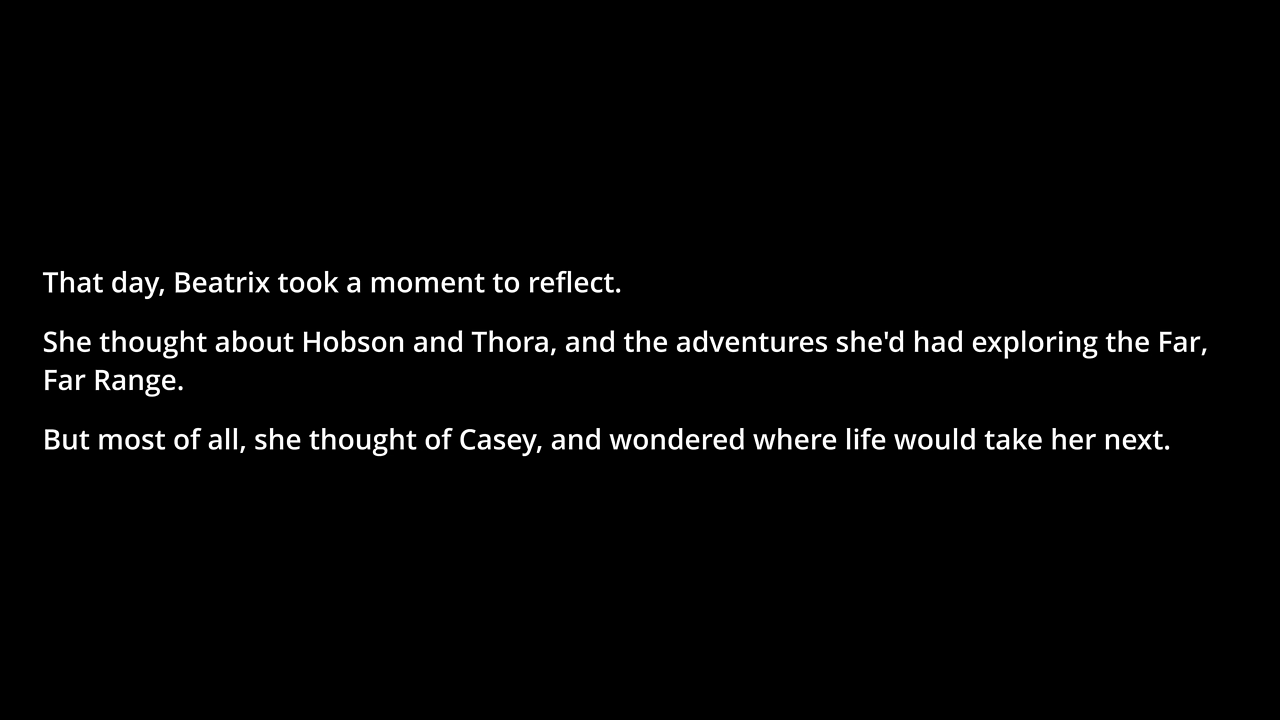 That day, Beatrix took a moment to reflect.
She thought about Hobson and Thora, and the adventures she'd had exploring the Far,
Far Range.
But most of all, she thought of Casey, and wondered where life would take her next.